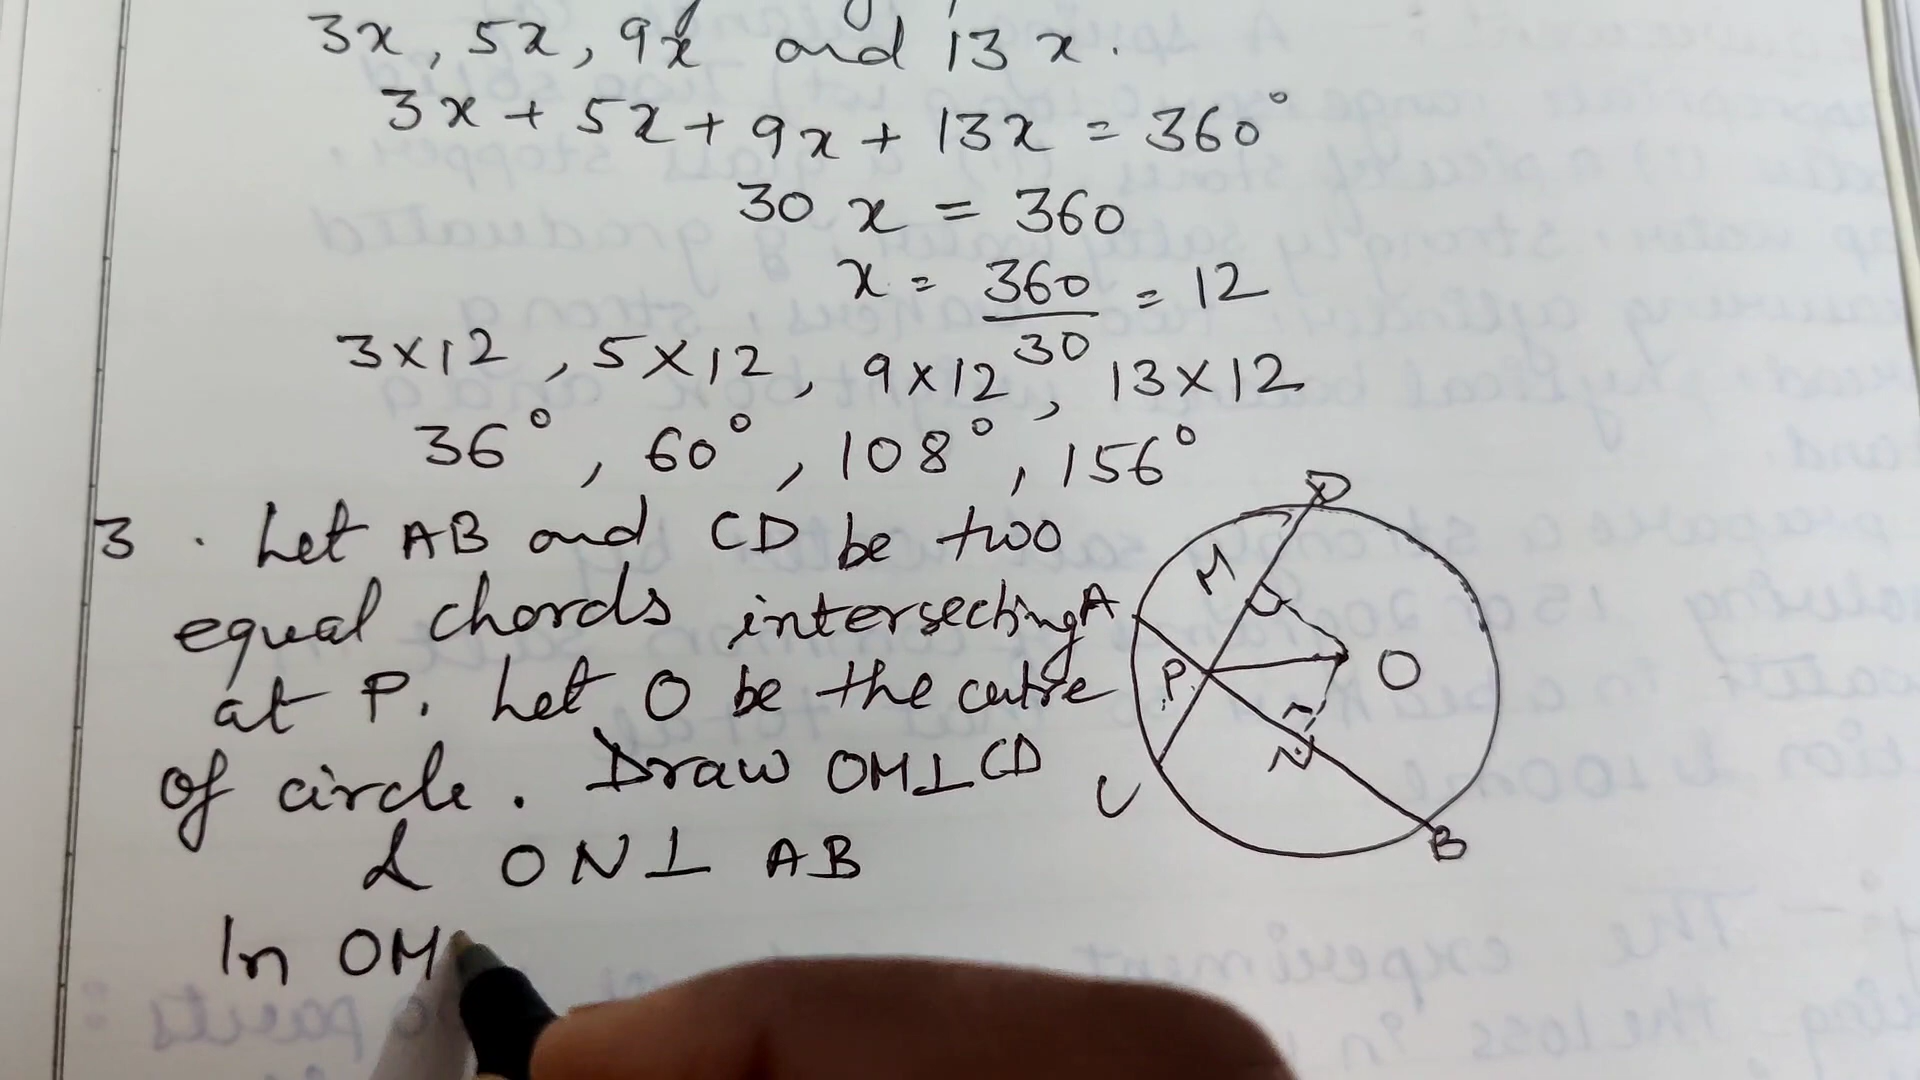 3x, 5x, 9x and 13x.
3x + 5x + 9x + 13x = 360°
30 x = 360
x = 360/30 = 12
3×12, 5×12, 9×12, 13×12
36°, 60°, 108°, 156°
3. Let AB and CD be two
equal chords intersecting
at P. Let O be the centre
of circle. Draw OM⊥CD
& ON⊥ AB
In OM
D
M
A
P
O
N
C
B